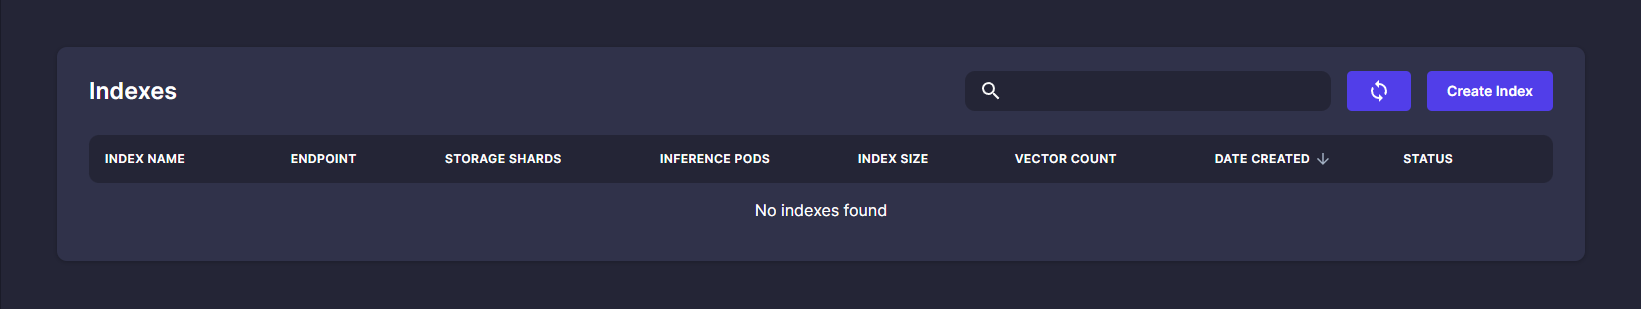 Indexes
Create Index
INDEX NAME ENDPOINT STORAGE SHARDS INFERENCE PODS INDEX SIZE VECTOR COUNT DATE CREATED STATUS
No indexes found